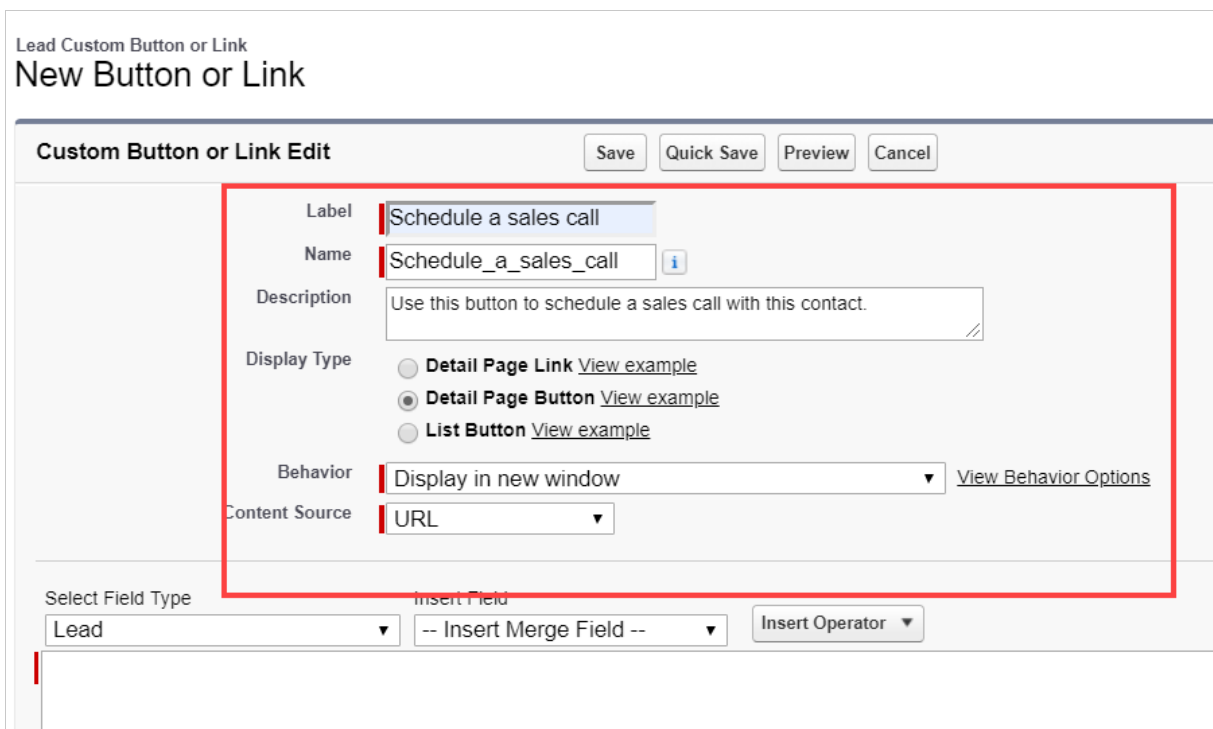 Lead Custom Button or Link
New Button or Link
Custom Button or Link Edit Save Quick Save Preview Cancel
Label Schedule a sales call
Name Schedule_a_sales_call i
Description Use this button to schedule a sales call with this contact.
Display Type Detail Page Link View example
Detail Page Button View example
List Button View example
Behavior Display in new window View Behavior Options
Content Source URL
Select Field Type Insert Field
Lead -- Insert Merge Field -- Insert Operator